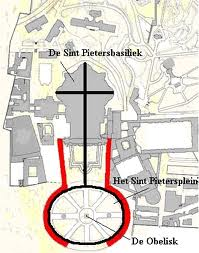 De Sint Pietersbasiliek
Het Sint Pietersplein
De Obelisk